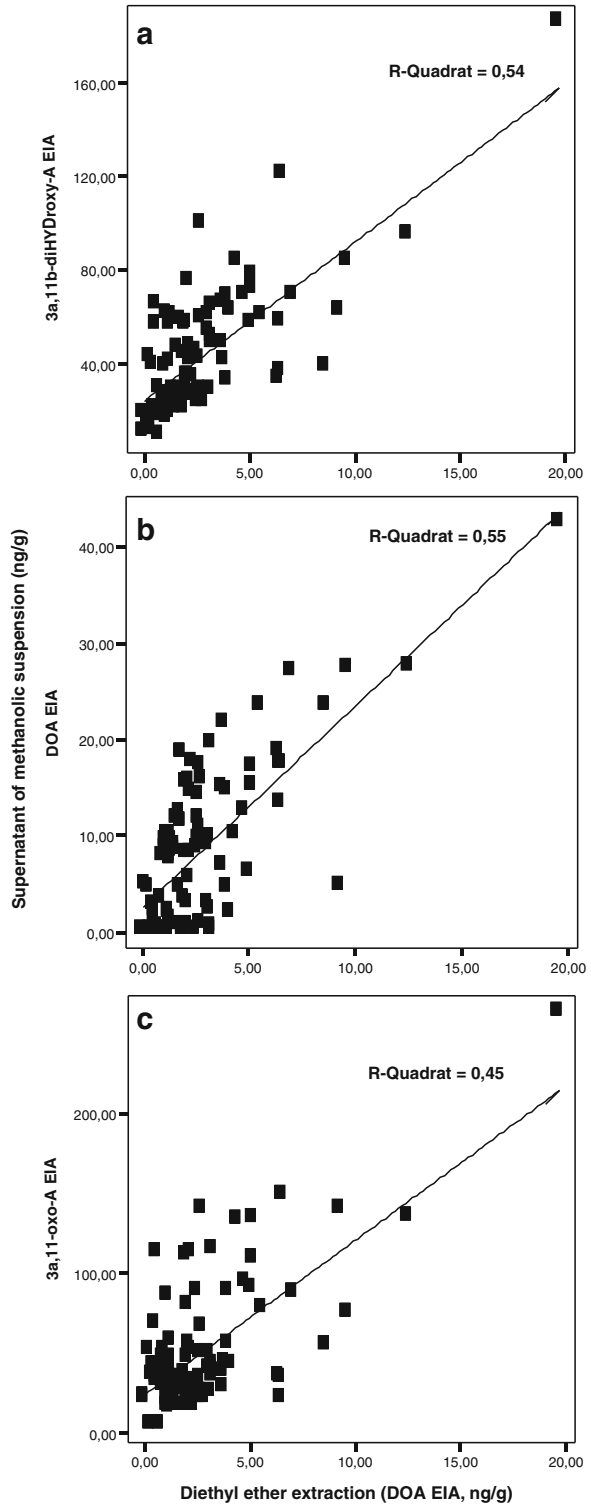 a
R-Quadrat = 0,54
160,00
120,00
80,00
40,00
3a,11b-diHYDroxy-A EIA
0,00 5,00 10,00 15,00 20,00
b
R-Quadrat = 0,55
40,00
30,00
20,00
10,00
0,00
Supernatant of methanolic suspension (ng/g)
DOA EIA
0,00 5,00 10,00 15,00 20,00
c
R-Quadrat = 0,45
200,00
100,00
0,00
3a,11-oxo-A EIA
0,00 5,00 10,00 15,00 20,00
Diethyl ether extraction (DOA EIA, ng/g)